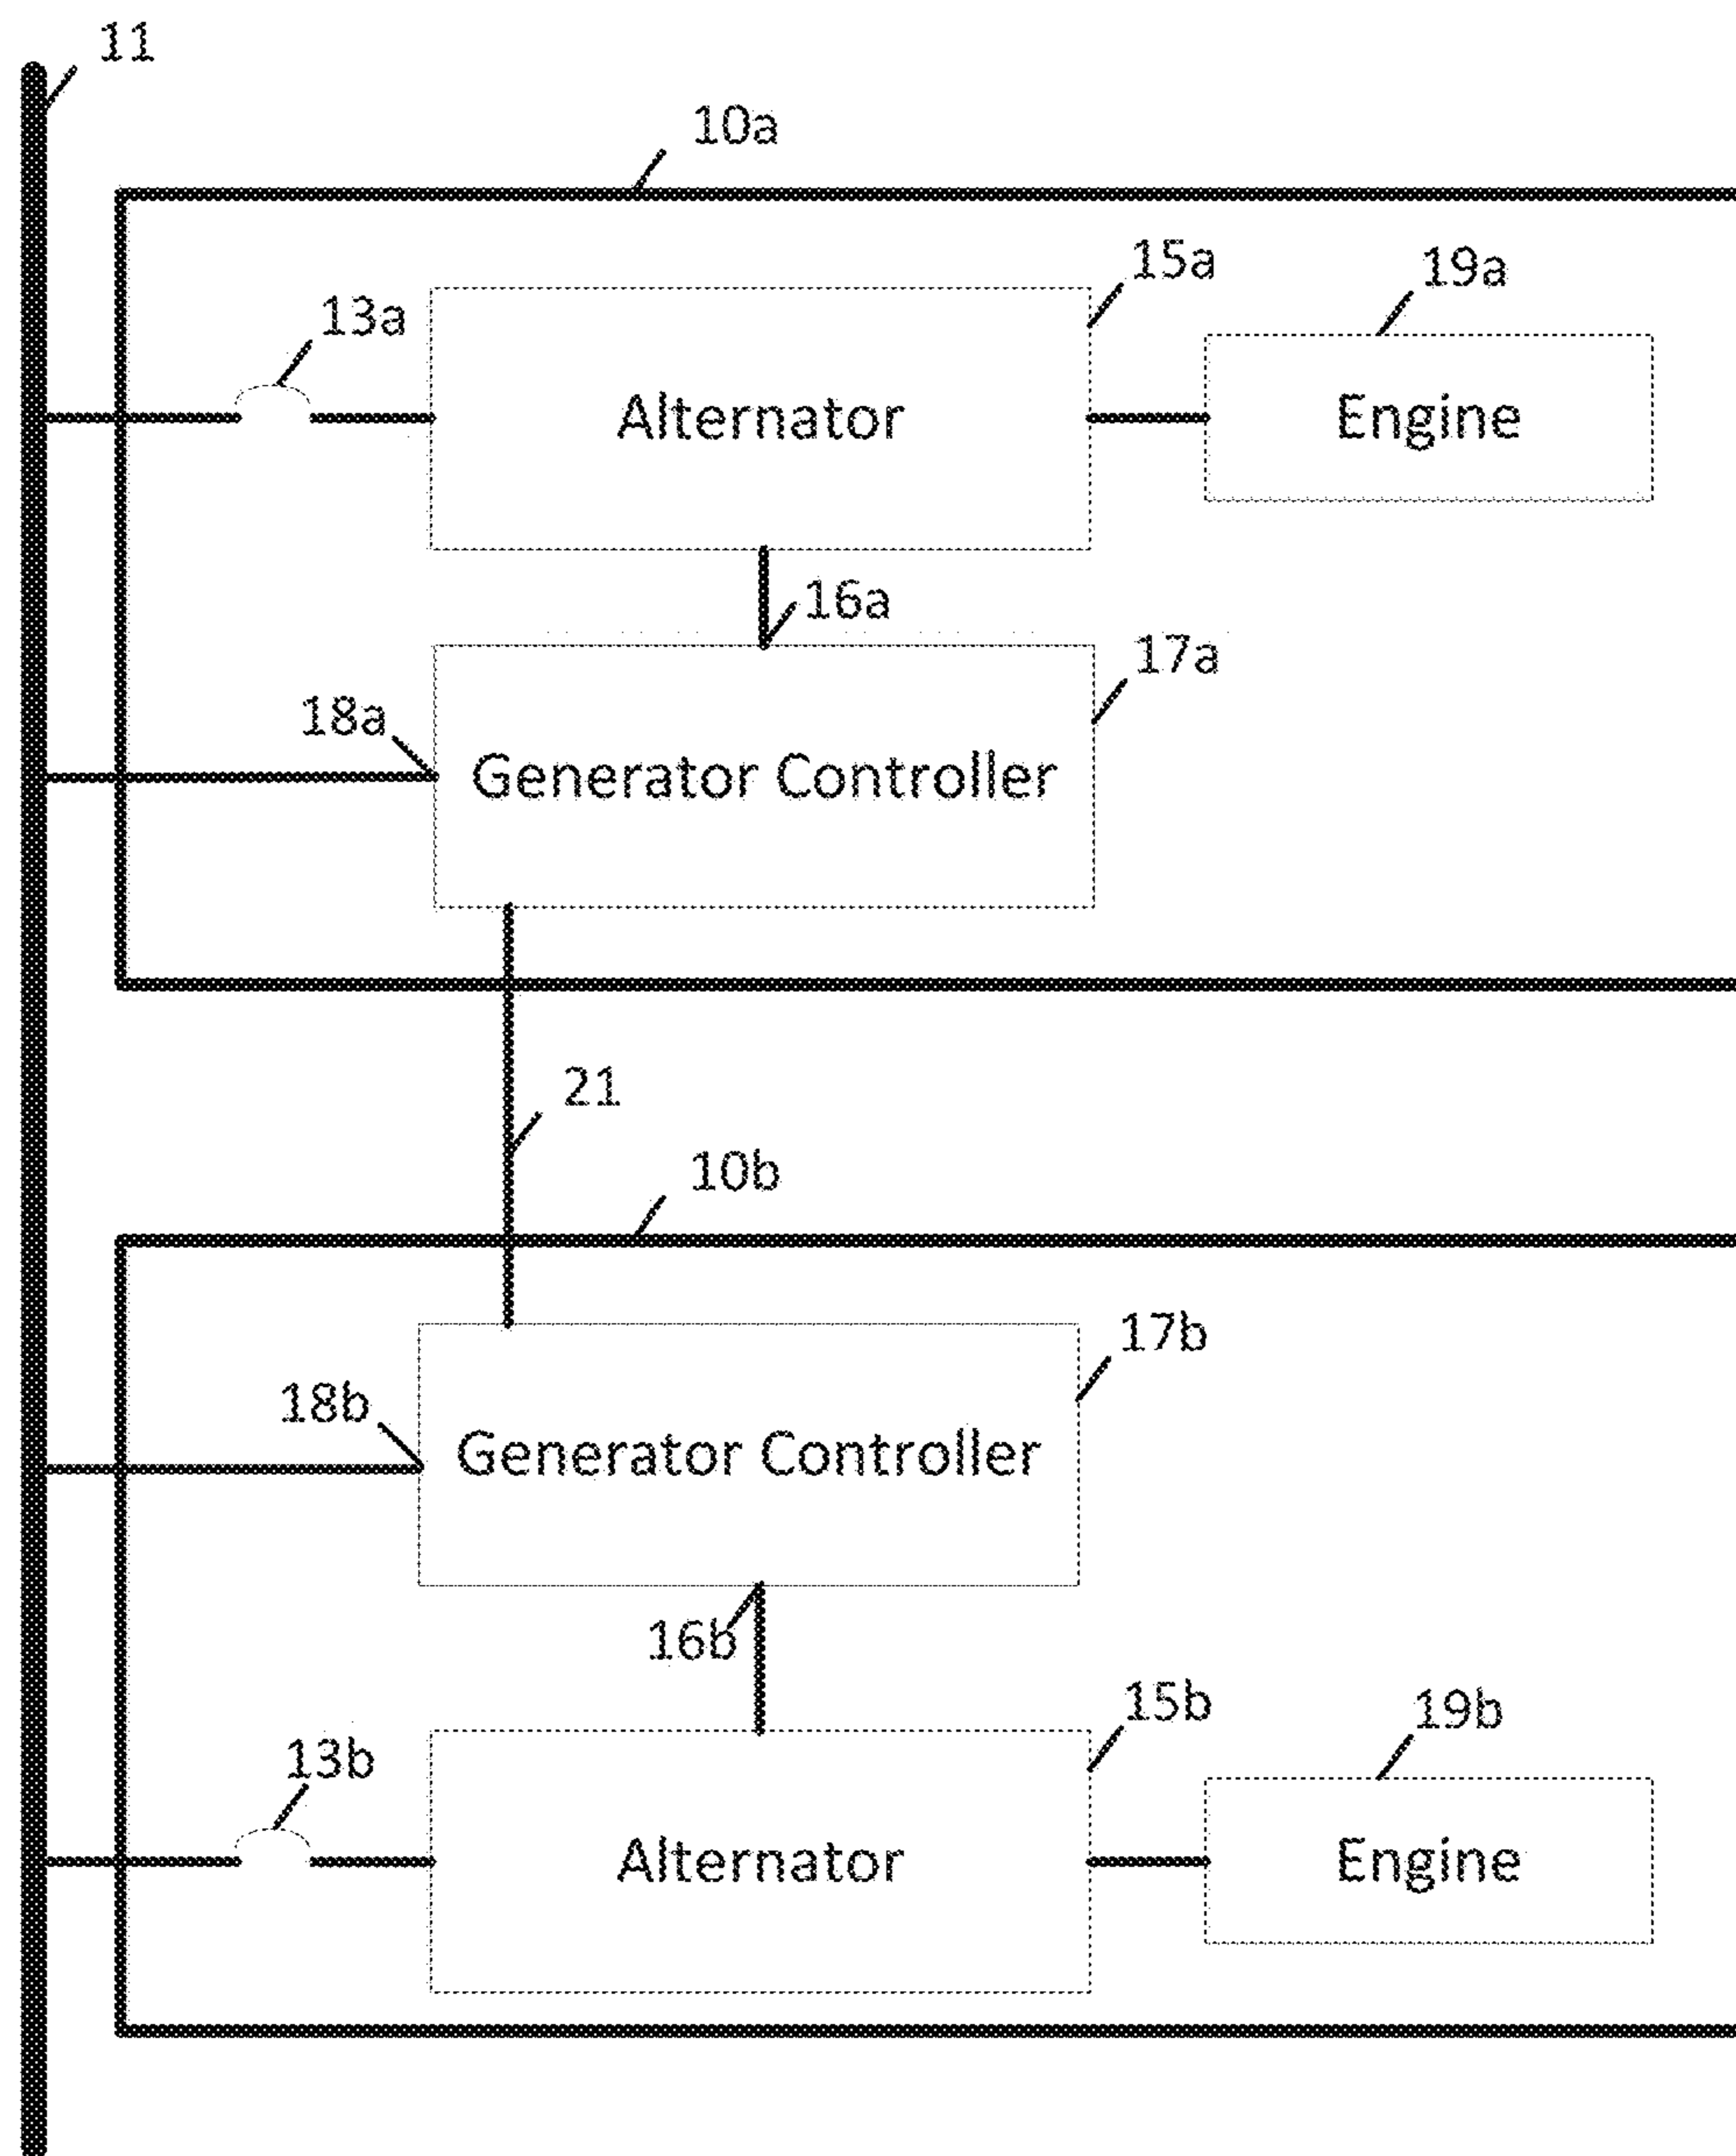 11
10a
15a
19a
13a
Alternator
Engine
16a
17a
18a
Generator Controller
21
10b
17b
18b
Generator Controller
16b
15b
19b
13b
Alternator
Engine